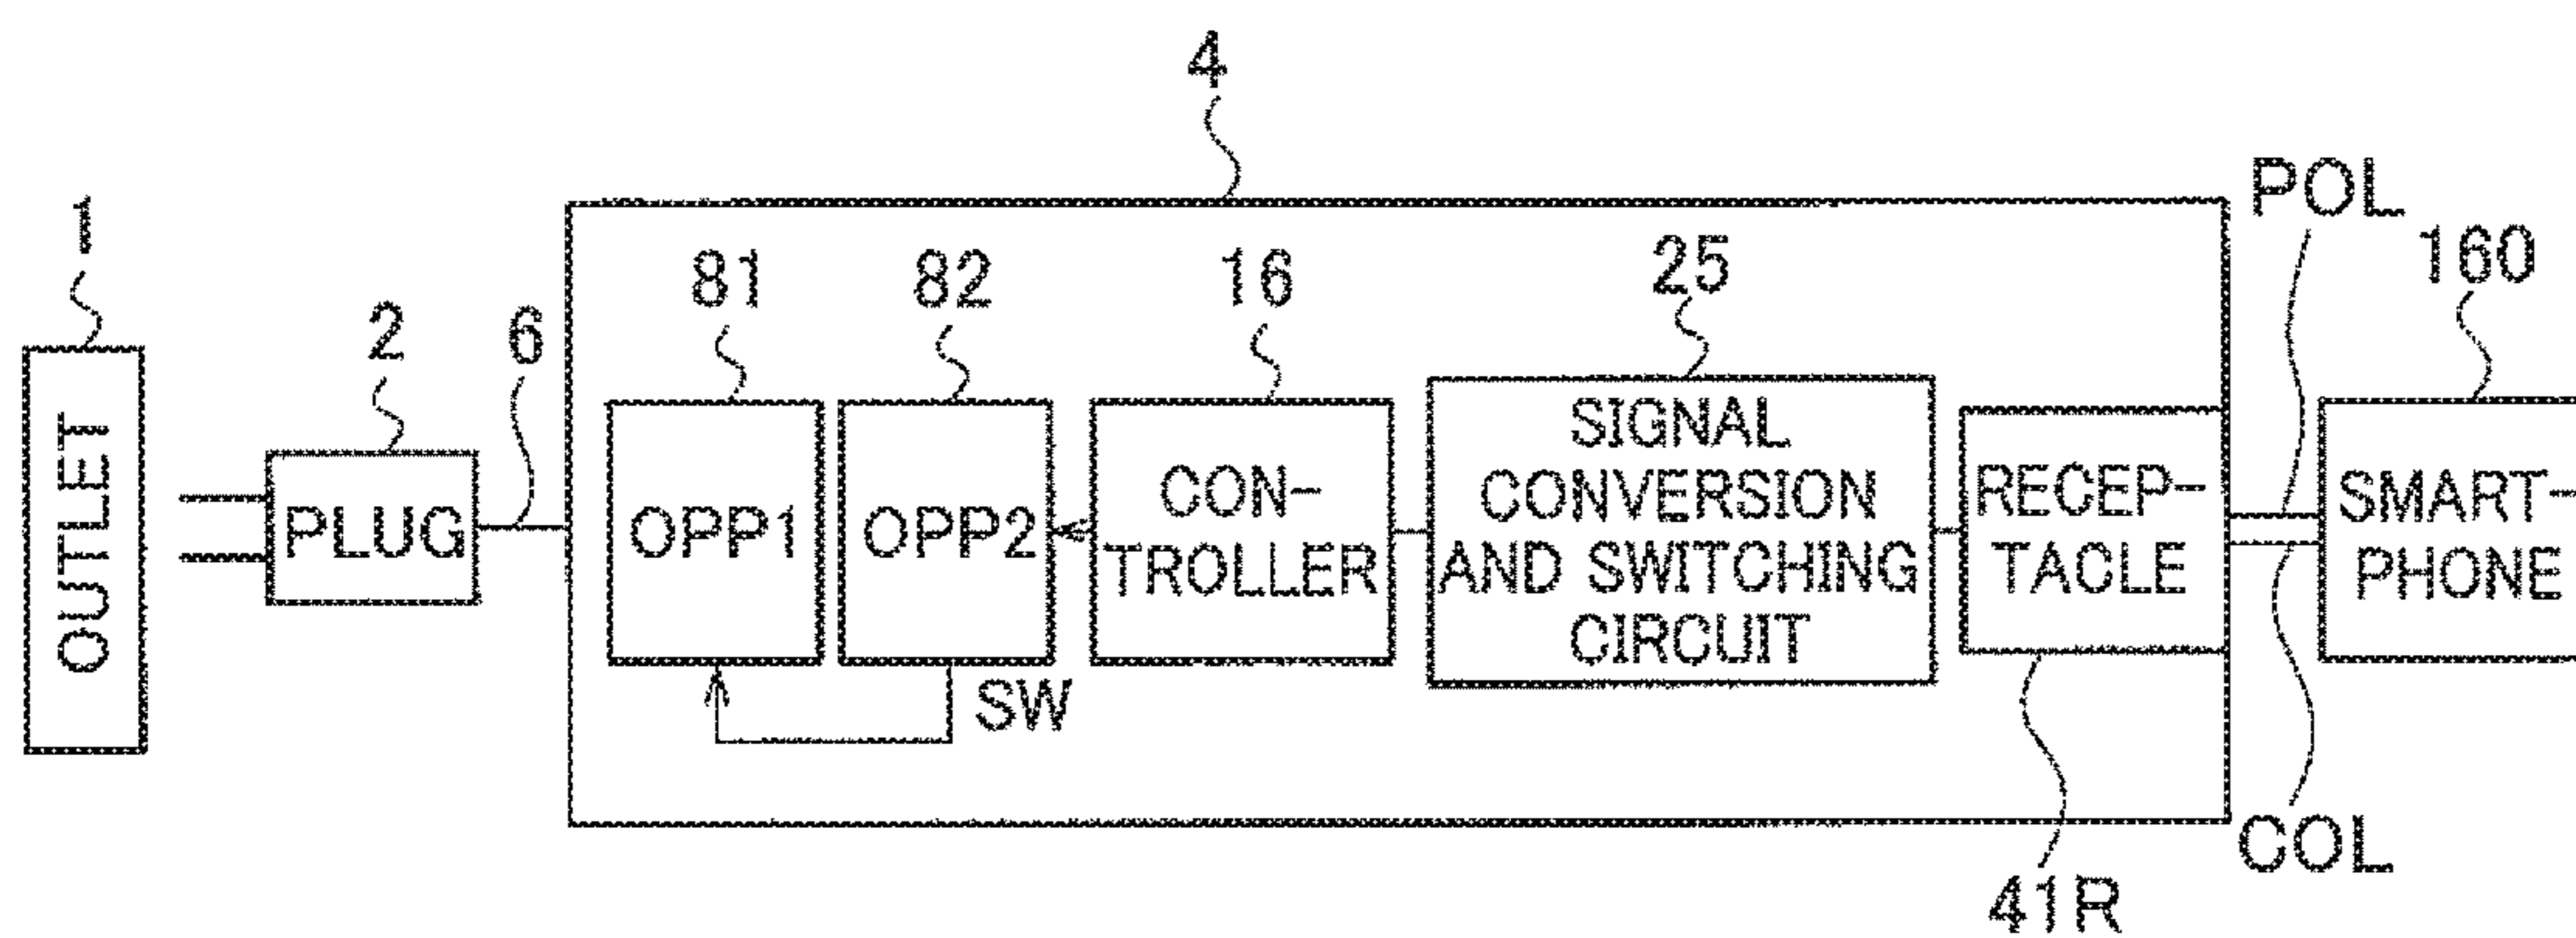 4
POL
1
81
82
16
25
160
2
6
OUTLET
PLUG
OPP1
OPP2
CON-
TROLLER
SIGNAL
CONVERSION
AND SWITCHING
CIRCUIT
RECEP-
TACLE
SMART-
PHONE
SW
COL
41R